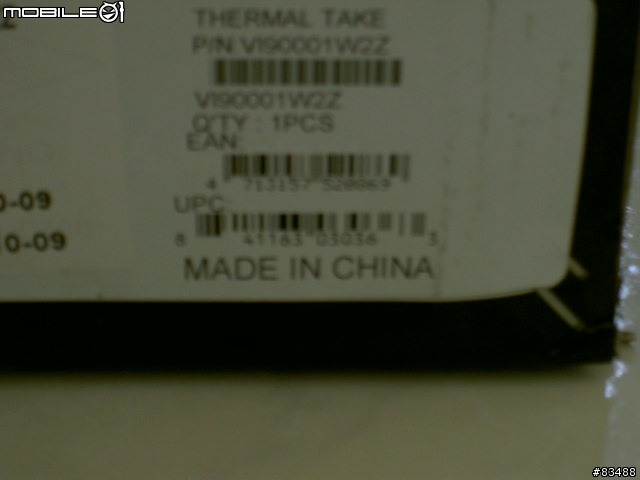 MOBILE01
THERMAL TAKE
P/N:VI90001W2Z
VI90001W2Z
Q'TY : 1PCS
EAN:
4 713157 520869
UPC:
0-09
8 41163 03036 3
10-09
MADE IN CHINA
#83488